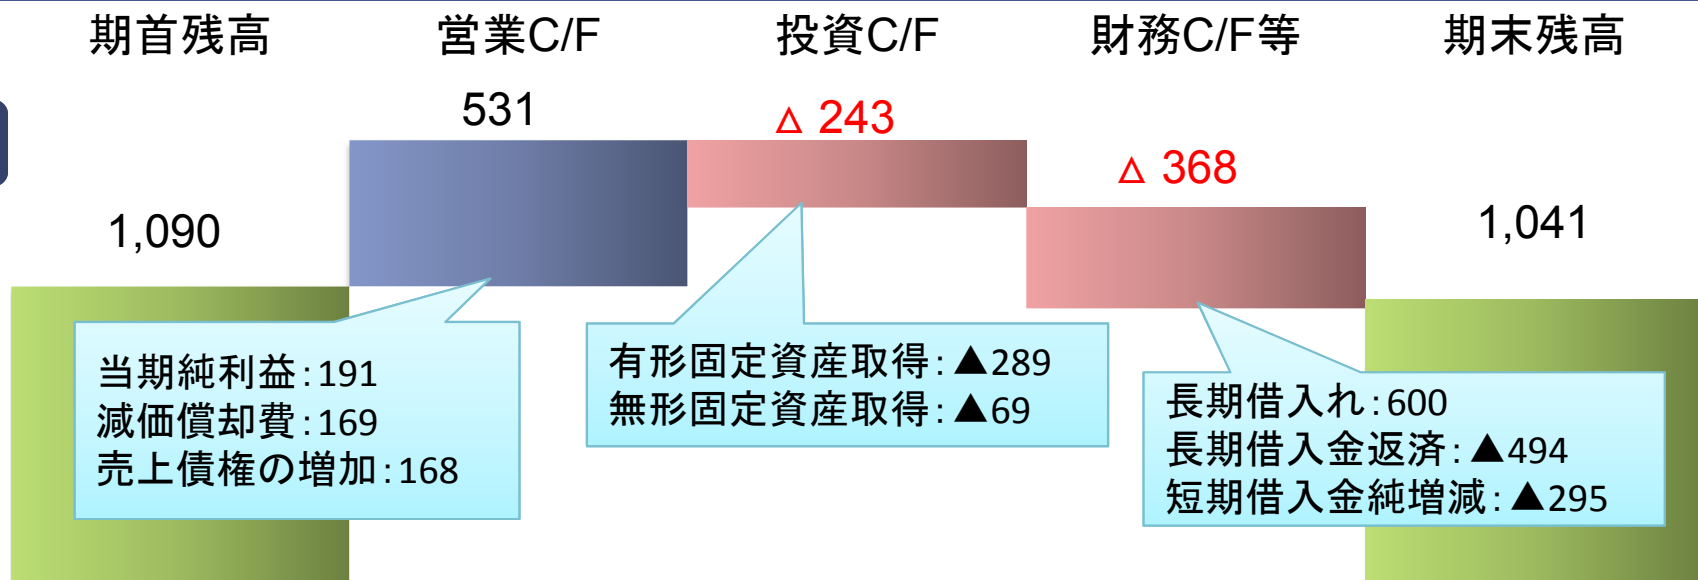 期首残高
営業C/F
投資C/F
財務C/F等
期末残高
531
△ 243
△ 368
1,090
1,041
当期純利益:191
減価償却費:169
売上債権の増加:168
有形固定資産取得:▲289
無形固定資産取得:▲69
長期借入れ:600
長期借入金返済:▲494
短期借入金純増減:▲295